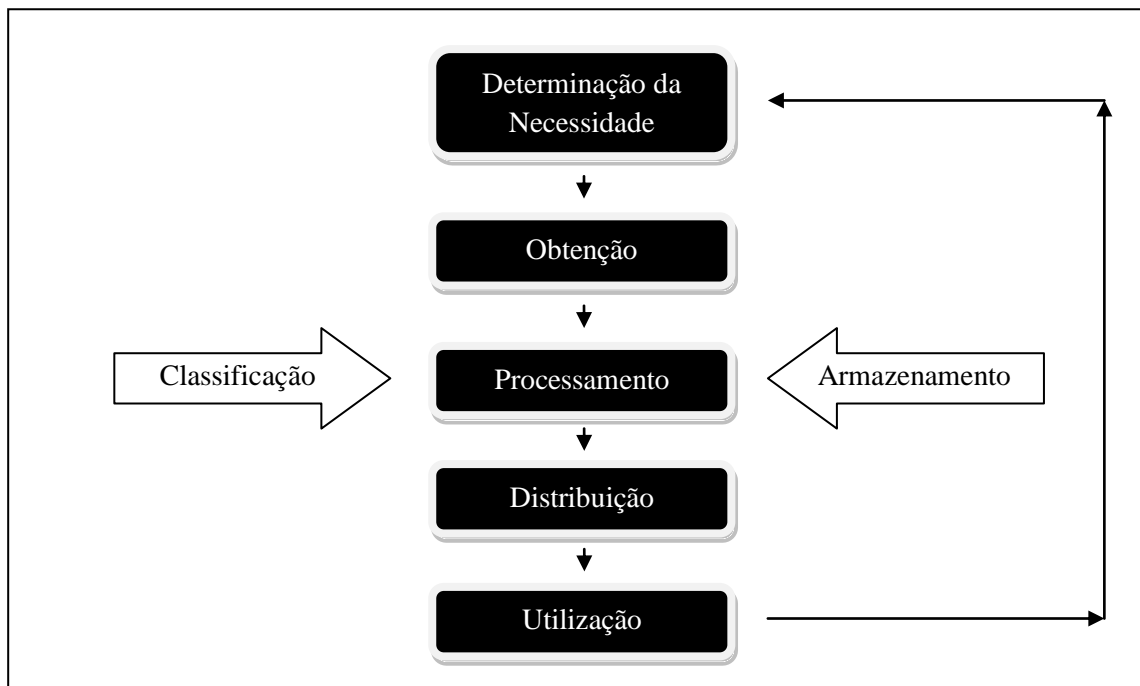 Determinação da
Necessidade
Obtenção
Classificação
Processamento
Armazenamento
Distribuição
Utilização